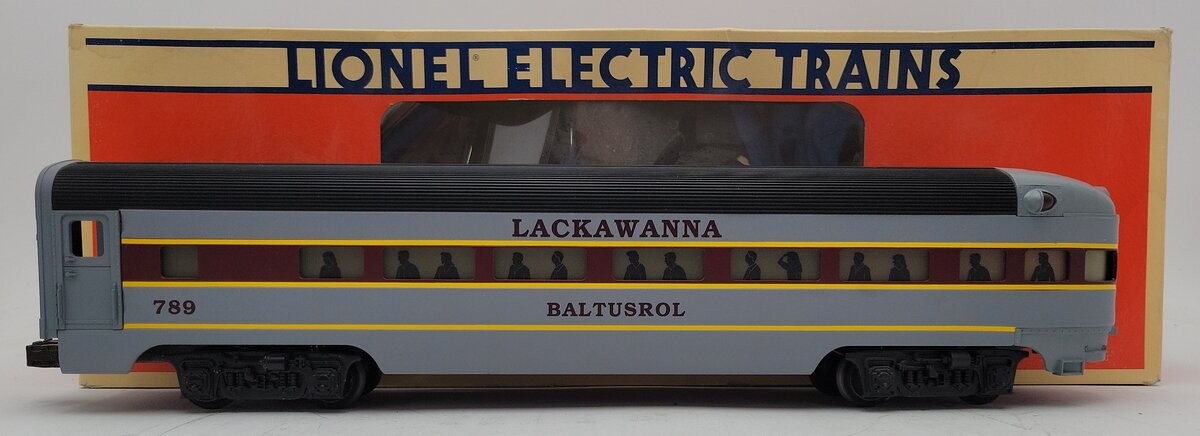 LIONEL® ELECTRIC TRAINS
LACKAWANNA
789 BALTUSROL